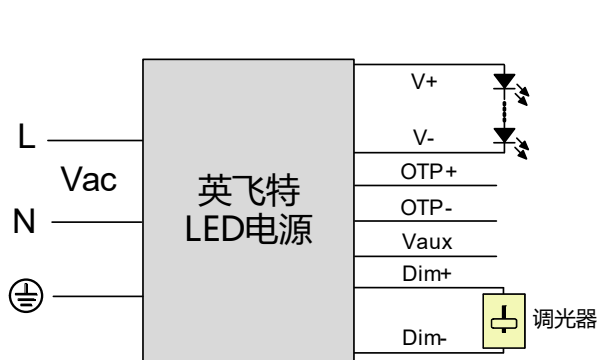 L
Vac
N
英飞特
LED电源
V+
V-
OTP+
OTP-
Vaux
Dim+
Dim-
调光器